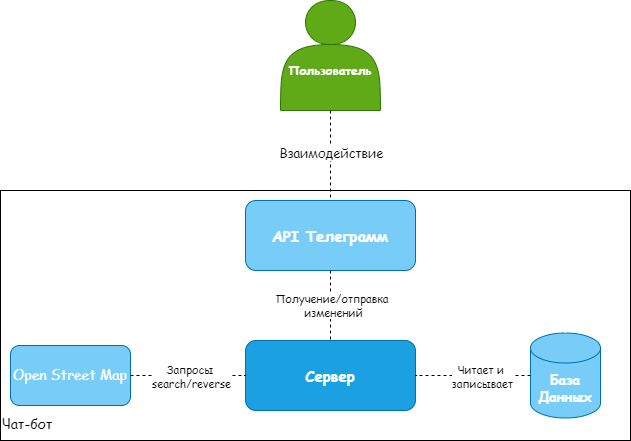 Пользователь
Взаимодействие
API Телеграмм
Получение/отправка
изменений
Open Street Map
Запросы
search/reverse
Сервер
Читает и
записывает
База
Данных
Чат-бот